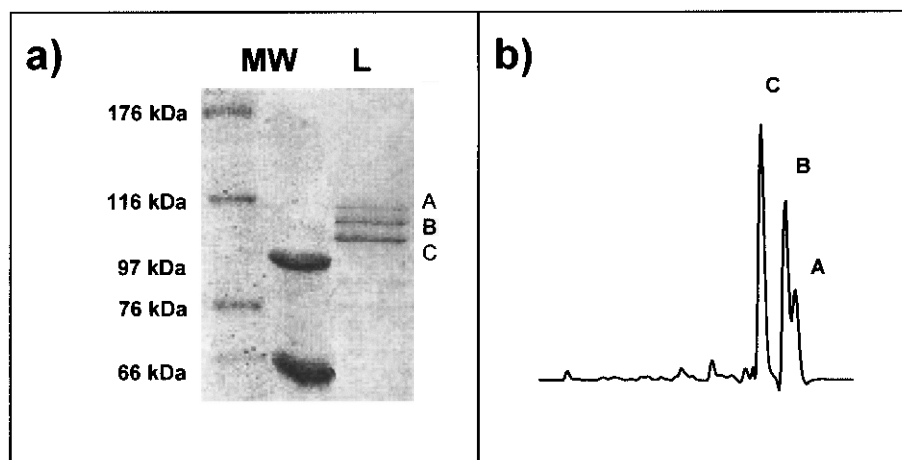 a)
MW L
176 kDa
116 kDa
A
B
C
97 kDa
76 kDa
66 kDa
b)
C
B
A